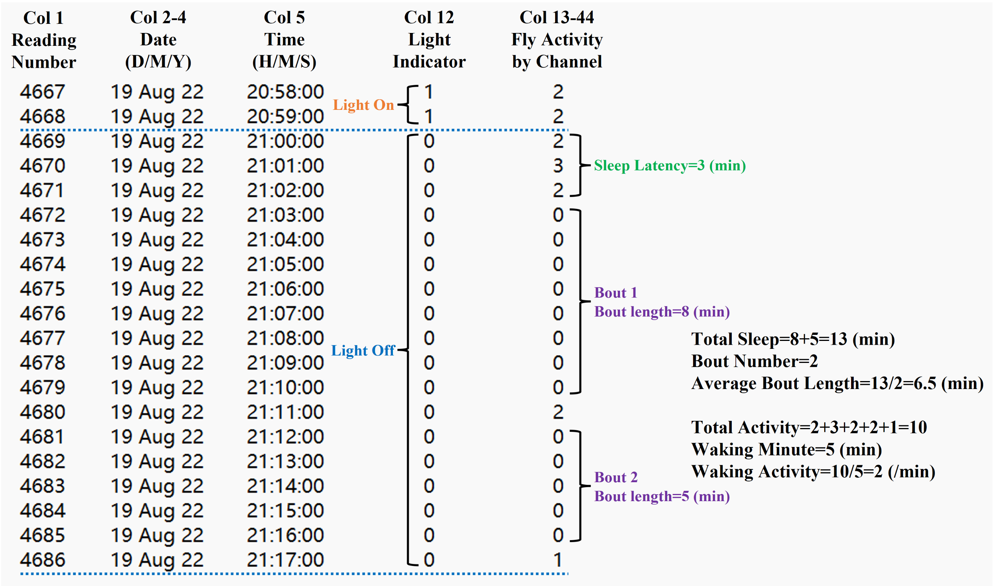 Col 1 Col 2-4 Col 5 Col 12 Col 13-44
Reading Date Time Light Fly Activity
Number (D/M/Y) (H/M/S) Indicator by Channel
4667 19 Aug 22 20:58:00 1 2
Light On
4668 19 Aug 22 20:59:00 1 2
4669 19 Aug 22 21:00:00 0 2
4670 19 Aug 22 21:01:00 0 3 Sleep Latency=3 (min)
4671 19 Aug 22 21:02:00 0 2
4672 19 Aug 22 21:03:00 0 0
4673 19 Aug 22 21:04:00 0 0
4674 19 Aug 22 21:05:00 0 0
4675 19 Aug 22 21:06:00 0 0 Bout 1
4676 19 Aug 22 21:07:00 0 0 Bout length=8 (min)
4677 19 Aug 22 21:08:00 0 0 Total Sleep=8+5=13 (min)
Light Off
4678 19 Aug 22 21:09:00 0 0 Bout Number=2
4679 19 Aug 22 21:10:00 0 0 Average Bout Length=13/2=6.5 (min)
4680 19 Aug 22 21:11:00 0 2
4681 19 Aug 22 21:12:00 0 0 Total Activity=2+3+2+2+1=10
Waking Minute=5 (min)
4682 19 Aug 22 21:13:00 0 0 Waking Activity=10/5=2 (/min)
4683 19 Aug 22 21:14:00 0 0 Bout 2
Bout length=5 (min)
4684 19 Aug 22 21:15:00 0 0
4685 19 Aug 22 21:16:00 0 0
4686 19 Aug 22 21:17:00 0 1